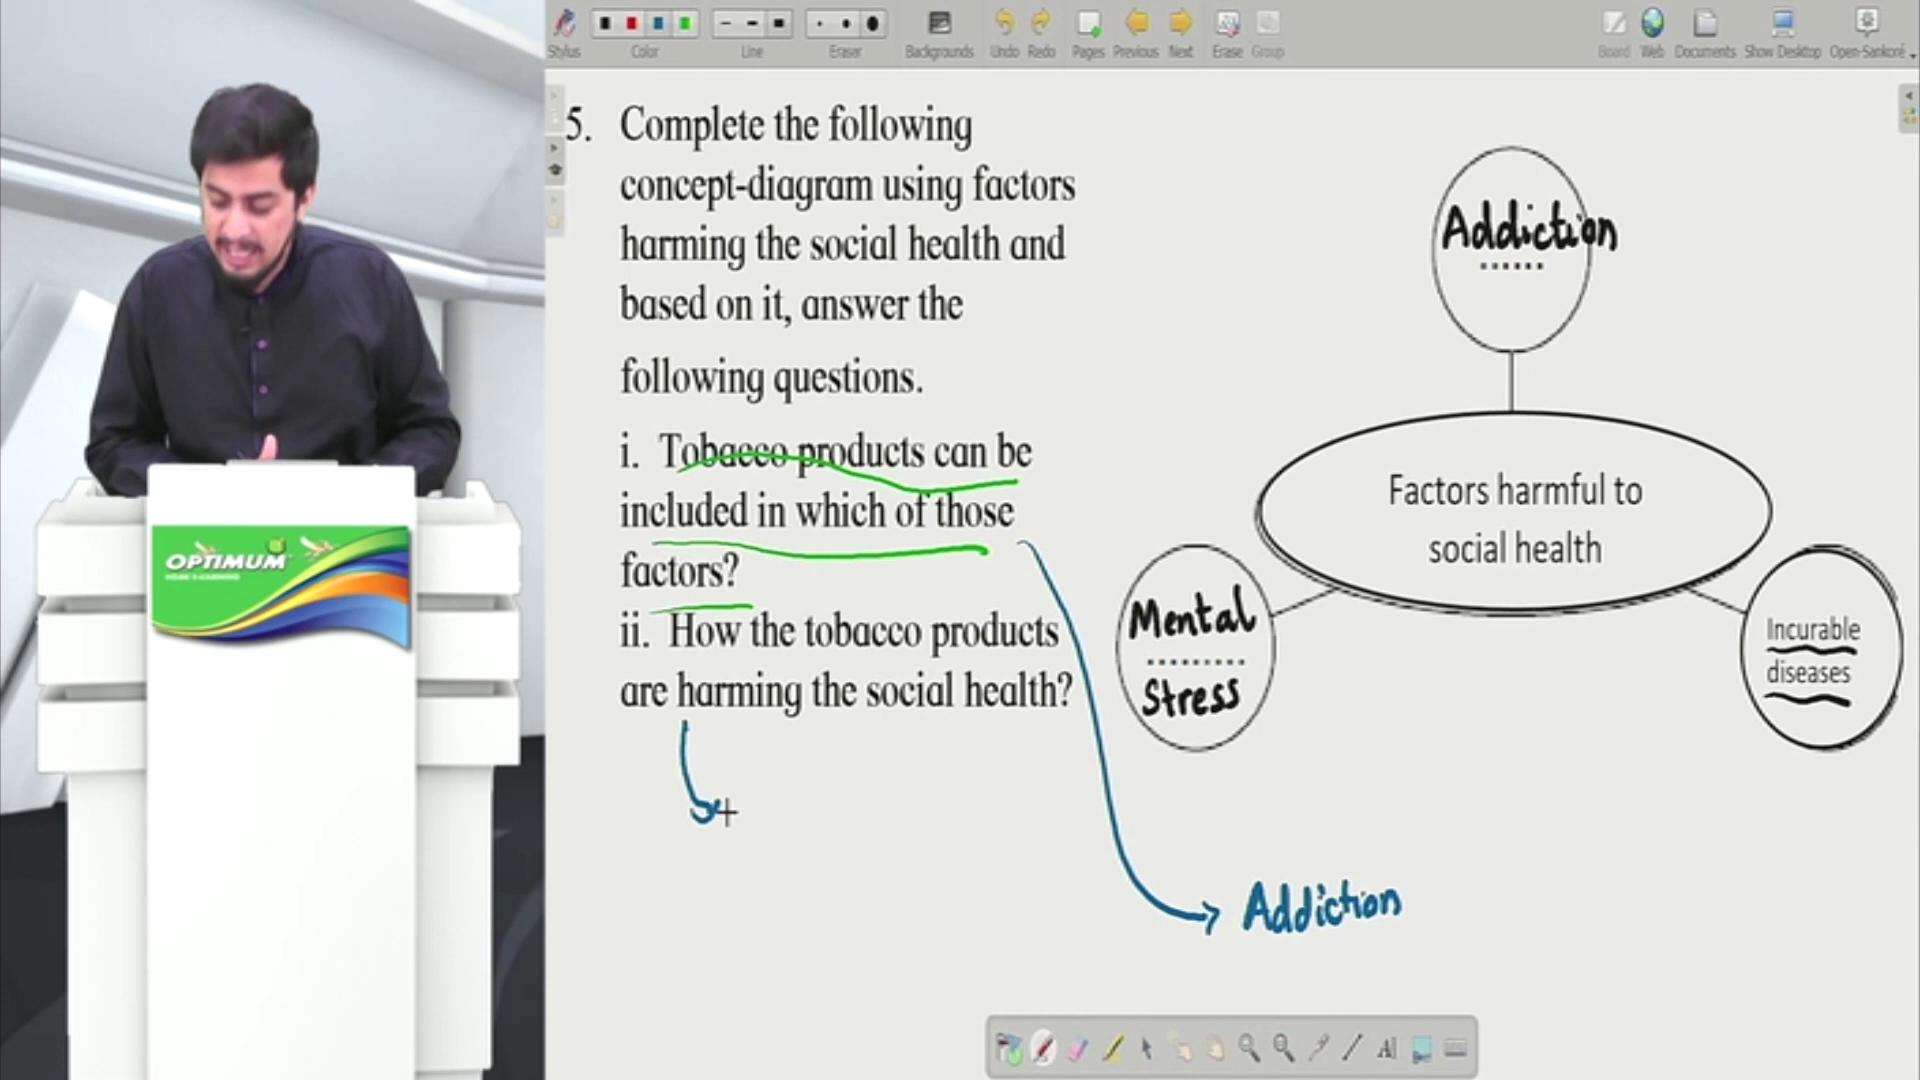 Stylus
Color
Line
Eraser
Backgrounds
Undo
Redo
Pages
Previous
Next
Erase
Group
Board
Web
Documents
Show Desktop
Open-Sankoré
5. Complete the following
concept-diagram using factors
harming the social health and
based on it, answer the
following questions.
i. Tobacco products can be
included in which of those
factors?
ii. How the tobacco products
are harming the social health?
Addiction
......
Factors harmful to
social health
Mental
.........
Stress
Incurable
diseases
Addiction
OPTIMUM